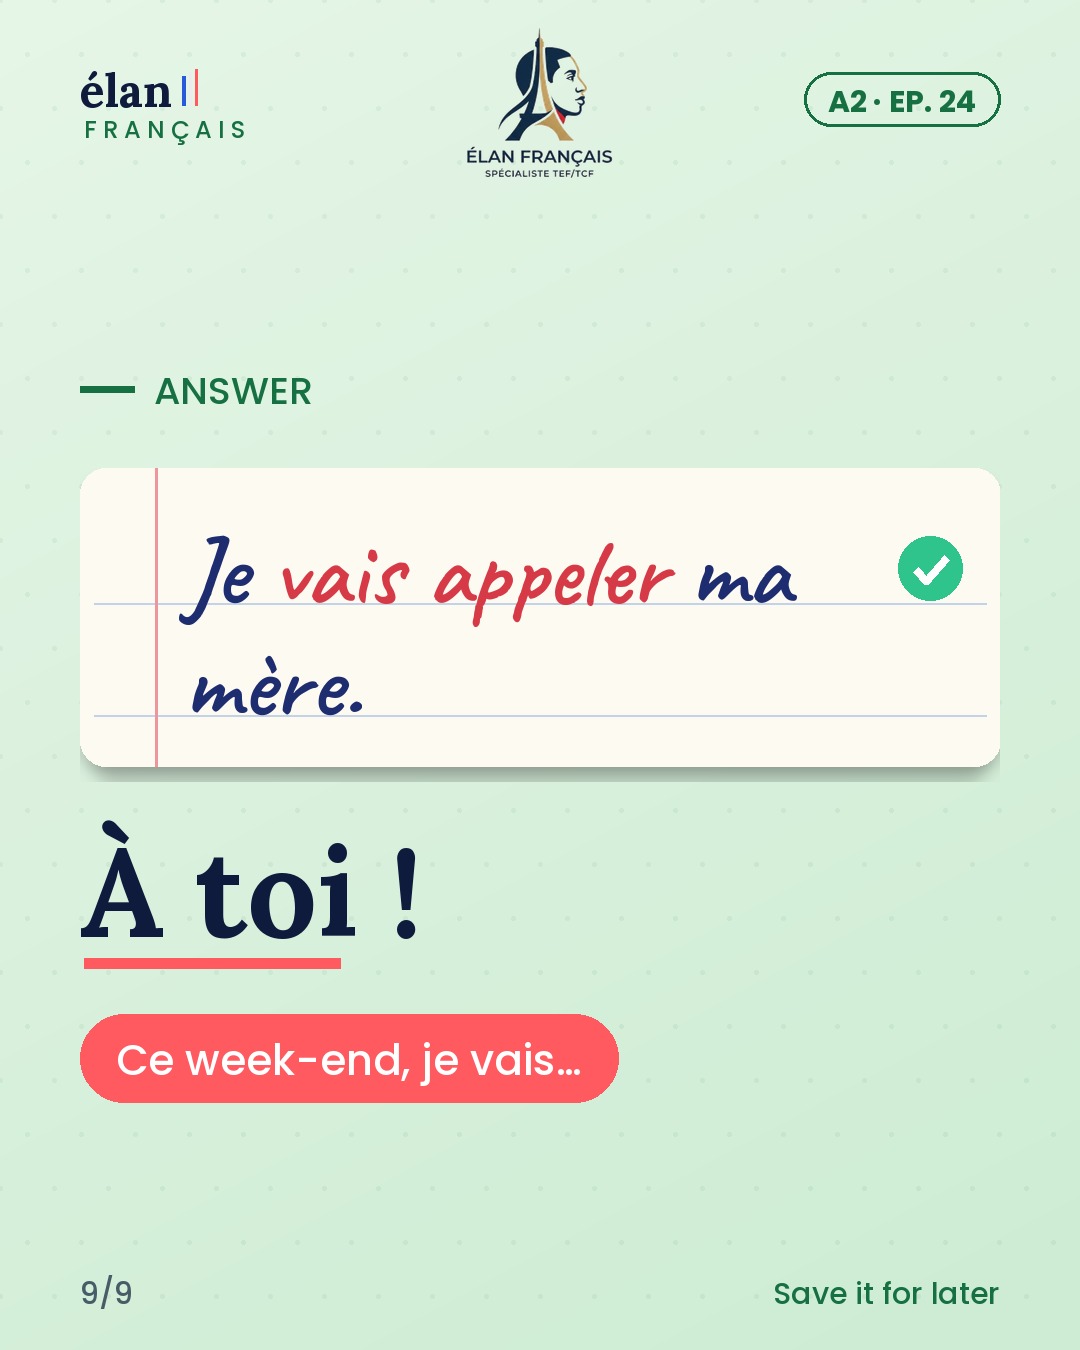 élan
FRANÇAIS
ÉLAN FRANÇAIS
SPÉCIALISTE TEF/TCF
A2 · EP. 24
ANSWER
Je vais appeler ma
mère.
À toi !
Ce week-end, je vais...
9/9
Save it for later